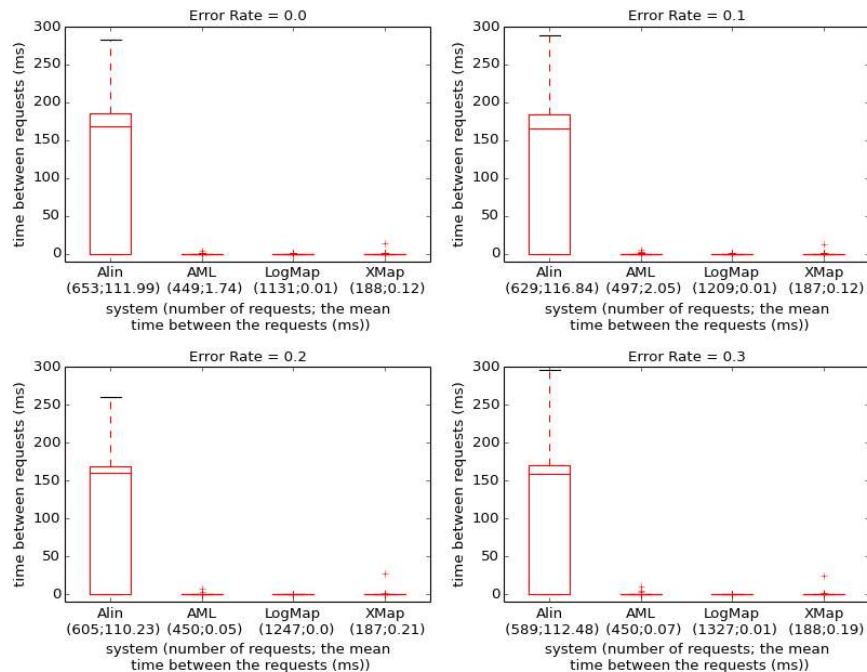 Error Rate = 0.0
time between requests (ms)
300
250
200
150
100
50
0
Alin AML LogMap XMap
(653;111.99) (449;1.74) (1131;0.01) (188;0.12)
system (number of requests; the mean
time between the requests (ms))
Error Rate = 0.1
time between requests (ms)
300
250
200
150
100
50
0
Alin AML LogMap XMap
(629;116.84) (497;2.05) (1209;0.01) (187;0.12)
system (number of requests; the mean
time between the requests (ms))
Error Rate = 0.2
time between requests (ms)
300
250
200
150
100
50
0
Alin AML LogMap XMap
(605;110.23) (450;0.05) (1247;0.0) (187;0.21)
system (number of requests; the mean
time between the requests (ms))
Error Rate = 0.3
time between requests (ms)
300
250
200
150
100
50
0
Alin AML LogMap XMap
(589;112.48) (450;0.07) (1327;0.01) (188;0.19)
system (number of requests; the mean
time between the requests (ms))